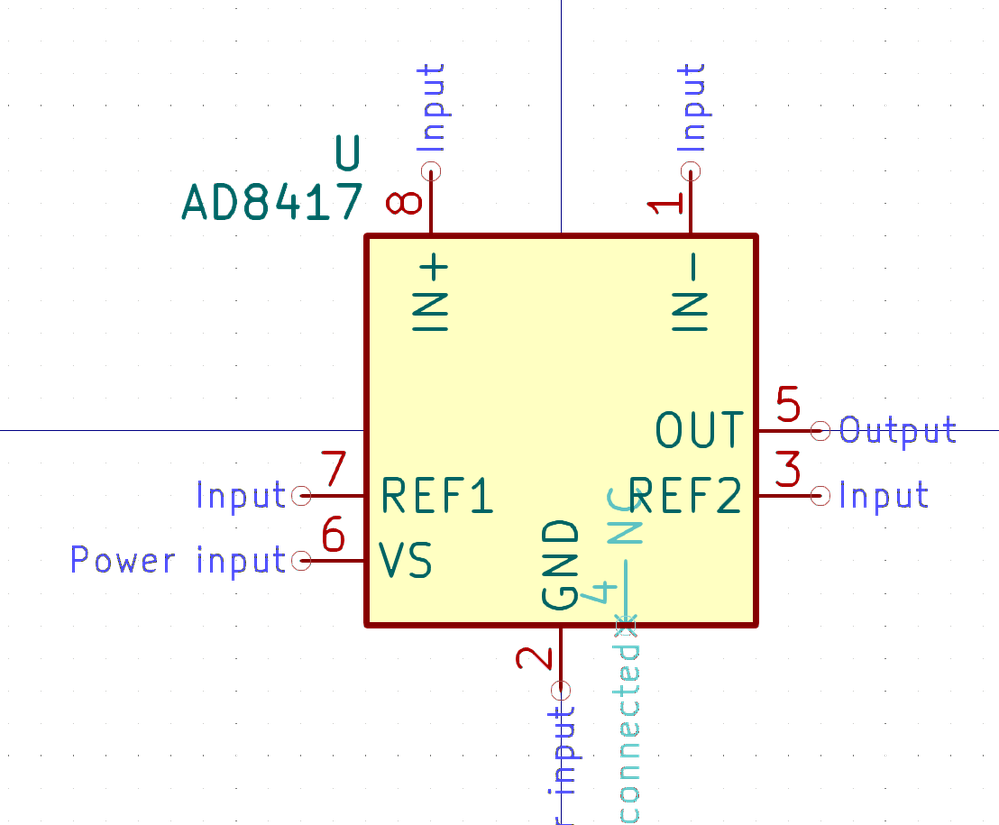 Input
Input
U
AD8417
8
1
IN+
IN-
OUT
5
Output
Input
7
REF1
REF2
3
Input
Power input
6
VS
GND
4
NC
2
r input
connected